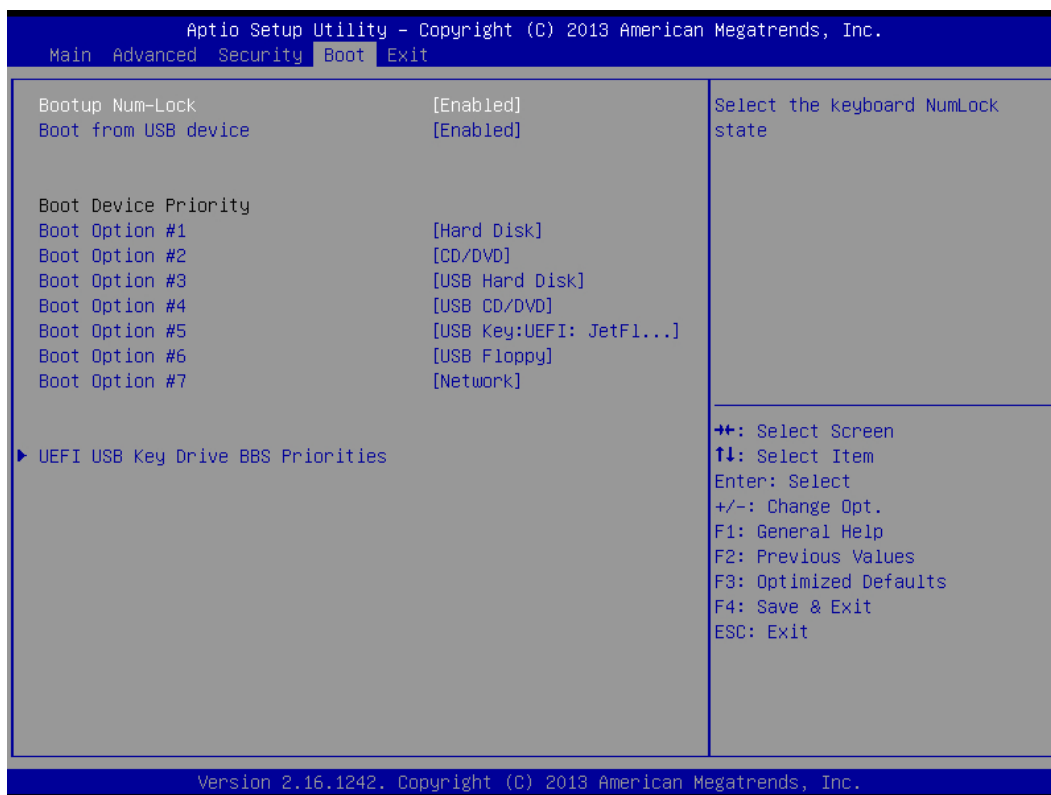 Aptio Setup Utility – Copyright (C) 2013 American Megatrends, Inc.
Main Advanced Security Boot Exit
Bootup Num-Lock [Enabled]
Boot from USB device [Enabled]
Boot Device Priority
Boot Option #1 [Hard Disk]
Boot Option #2 [CD/DVD]
Boot Option #3 [USB Hard Disk]
Boot Option #4 [USB CD/DVD]
Boot Option #5 [USB Key:UEFI: JetFl...]
Boot Option #6 [USB Floppy]
Boot Option #7 [Network]
UEFI USB Key Drive BBS Priorities
Select the keyboard NumLock
state
→←: Select Screen
↑↓: Select Item
Enter: Select
+/-: Change Opt.
F1: General Help
F2: Previous Values
F3: Optimized Defaults
F4: Save & Exit
ESC: Exit
Version 2.16.1242. Copyright (C) 2013 American Megatrends, Inc.